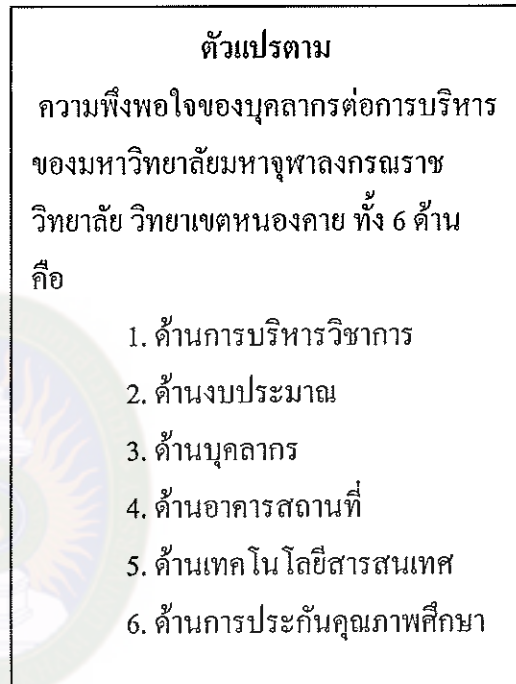 ตัวแปรตาม
ความพึงพอใจของบุคลากรต่อการบริหาร
ของมหาวิทยาลัยมหาจุฬาลงกรณราช
วิทยาลัย วิทยาเขตหนองคาย ทั้ง 6 ด้าน
คือ
1. ด้านการบริหารวิชาการ
2. ด้านงบประมาณ
3. ด้านบุคลากร
4. ด้านอาคารสถานที่
5. ด้านเทคโนโลยีสารสนเทศ
6. ด้านการประกันคุณภาพศึกษา